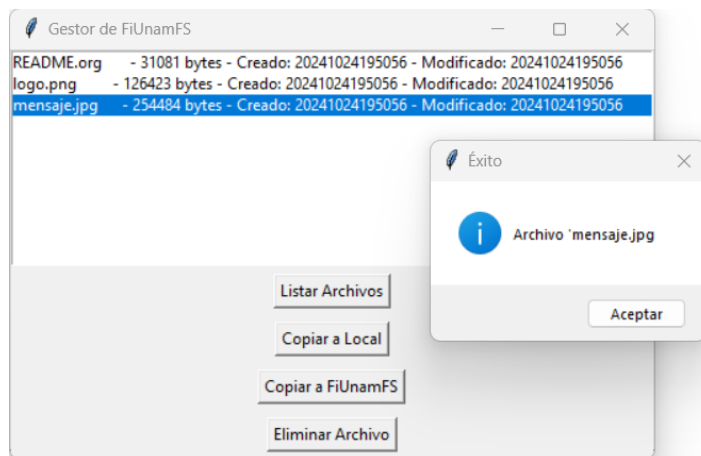 Gestor de FiUnamFS
README.org - 31081 bytes - Creado: 20241024195056 - Modificado: 20241024195056
logo.png - 126423 bytes - Creado: 20241024195056 - Modificado: 20241024195056
mensaje.jpg - 254484 bytes - Creado: 20241024195056 - Modificado: 20241024195056
Éxito
Archivo 'mensaje.jpg
Aceptar
Listar Archivos
Copiar a Local
Copiar a FiUnamFS
Eliminar Archivo